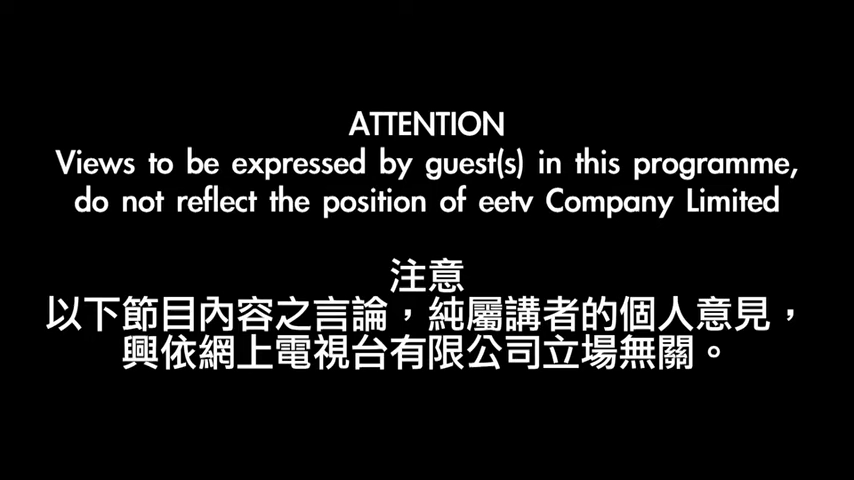 ATTENTION
Views to be expressed by guest(s) in this programme,
do not reflect the position of eetv Company Limited
注意
以下節目內容之言論，純屬講者的個人意見，
興依網上電視台有限公司立場無關。